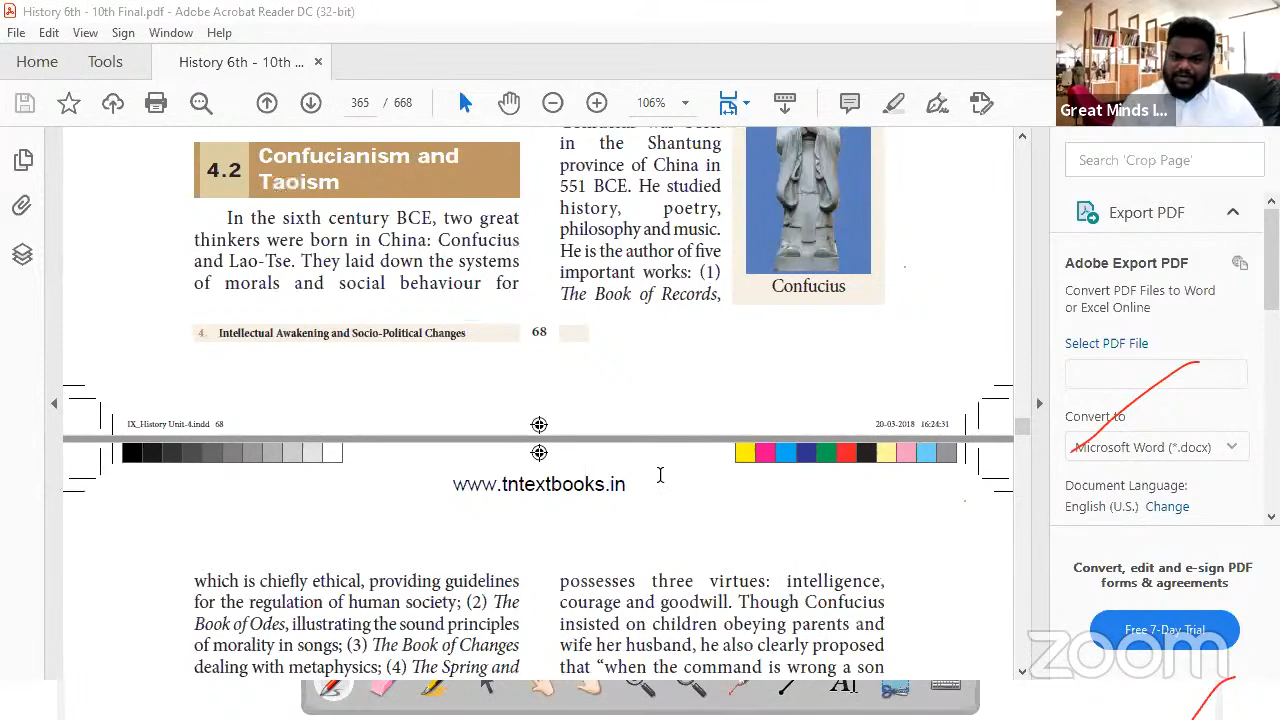 History 6th - 10th Final.pdf - Adobe Acrobat Reader DC (32-bit)
File Edit View Sign Window Help
Home Tools History 6th - 10th ... ×
365 / 668 106%
Great Minds I...
4.2 Confucianism and
Taoism
In the sixth century BCE, two great
thinkers were born in China: Confucius
and Lao-Tse. They laid down the systems
of morals and social behaviour for
in the Shantung
province of China in
551 BCE. He studied
history, poetry,
philosophy and music.
He is the author of five
important works: (1)
The Book of Records,
Confucius
4. Intellectual Awakening and Socio-Political Changes 68
IX_History Unit-4.indd 68 20-03-2018 16:24:31
www.tntextbooks.in
which is chiefly ethical, providing guidelines
for the regulation of human society; (2) The
Book of Odes, illustrating the sound principles
of morality in songs; (3) The Book of Changes
dealing with metaphysics; (4) The Spring and
possesses three virtues: intelligence,
courage and goodwill. Though Confucius
insisted on children obeying parents and
wife her husband, he also clearly proposed
that “when the command is wrong a son
Search 'Crop Page'
Export PDF
Adobe Export PDF
Convert PDF Files to Word
or Excel Online
Select PDF File
Convert to
Microsoft Word (*.docx)
Document Language:
English (U.S.) Change
Convert, edit and e-sign PDF
forms & agreements
Free 7-Day Trial
zoom